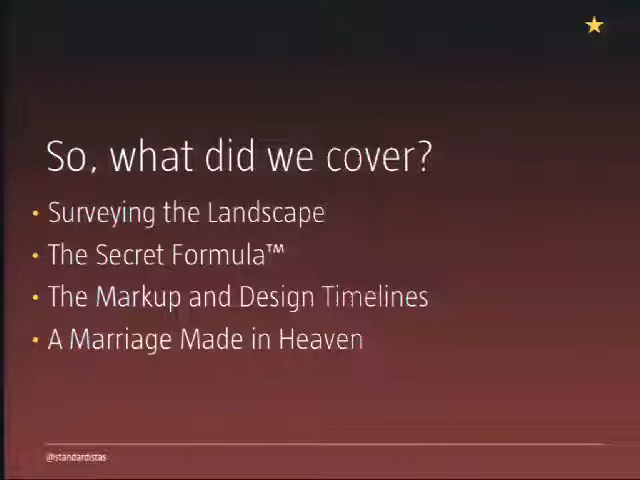 So, what did we cover?
• Surveying the Landscape
• The Secret Formula™
• The Markup and Design Timelines
• A Marriage Made in Heaven
@standardistas